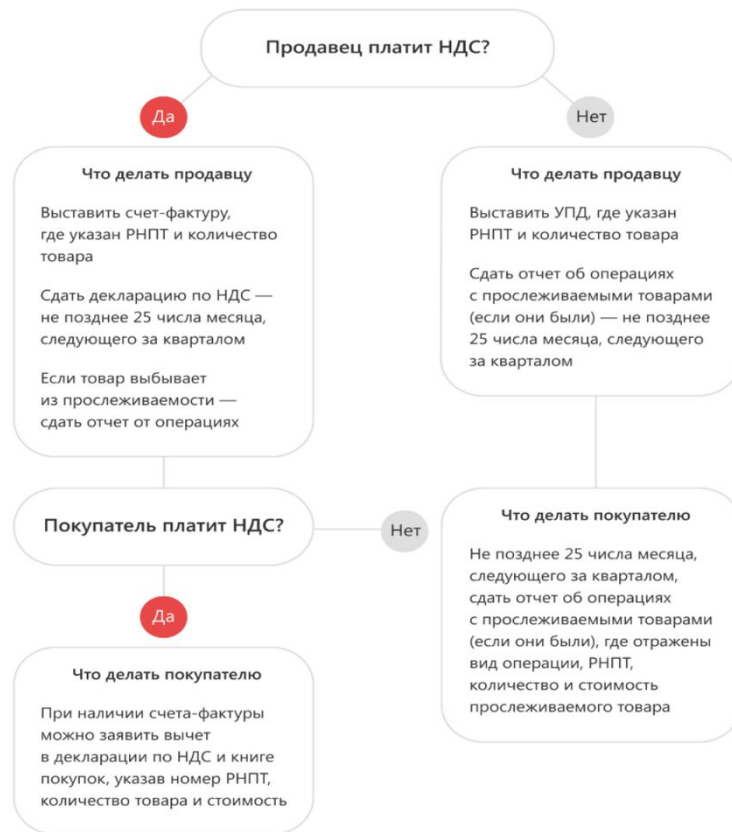 Продавец платит НДС?
Да
Нет
Что делать продавцу
Выставить счет-фактуру,
где указан РНПТ и количество
товара
Сдать декларацию по НДС —
не позднее 25 числа месяца,
следующего за кварталом
Если товар выбывает
из прослеживаемости —
сдать отчет от операциях
Что делать продавцу
Выставить УПД, где указан
РНПТ и количество товара
Сдать отчет об операциях
с прослеживаемыми товарами
(если они были) — не позднее
25 числа месяца, следующего
за кварталом
Покупатель платит НДС?
Нет
Да
Что делать покупателю
При наличии счета-фактуры
можно заявить вычет
в декларации по НДС и книге
покупок, указав номер РНПТ,
количество товара и стоимость
Что делать покупателю
Не позднее 25 числа месяца,
следующего за кварталом,
сдать отчет об операциях
с прослеживаемыми товарами
(если они были), где отражены
вид операции, РНПТ,
количество и стоимость
прослеживаемого товара